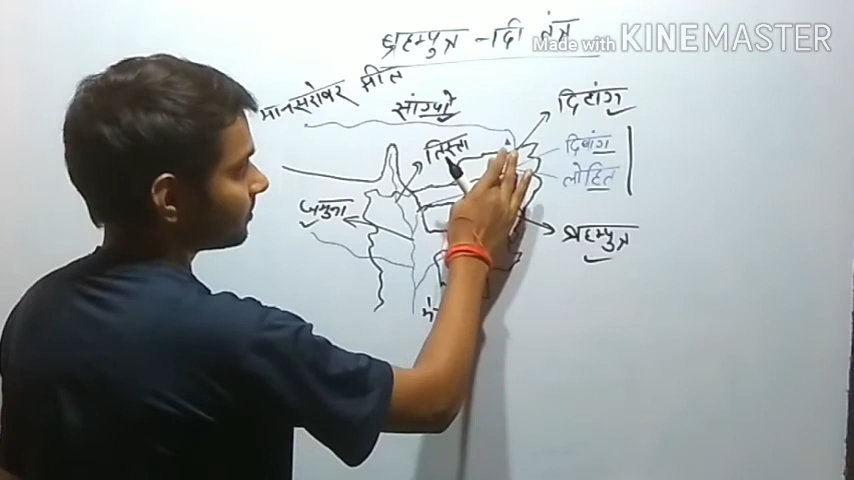 ब्रह्मपुत्र नदी तंत्र
Made with KINEMASTER
मानसरोवर झील
सांग्पो
दिहांग
तिस्ता
दिबांग
लोहित
जमुना
ब्रह्मपुत्र